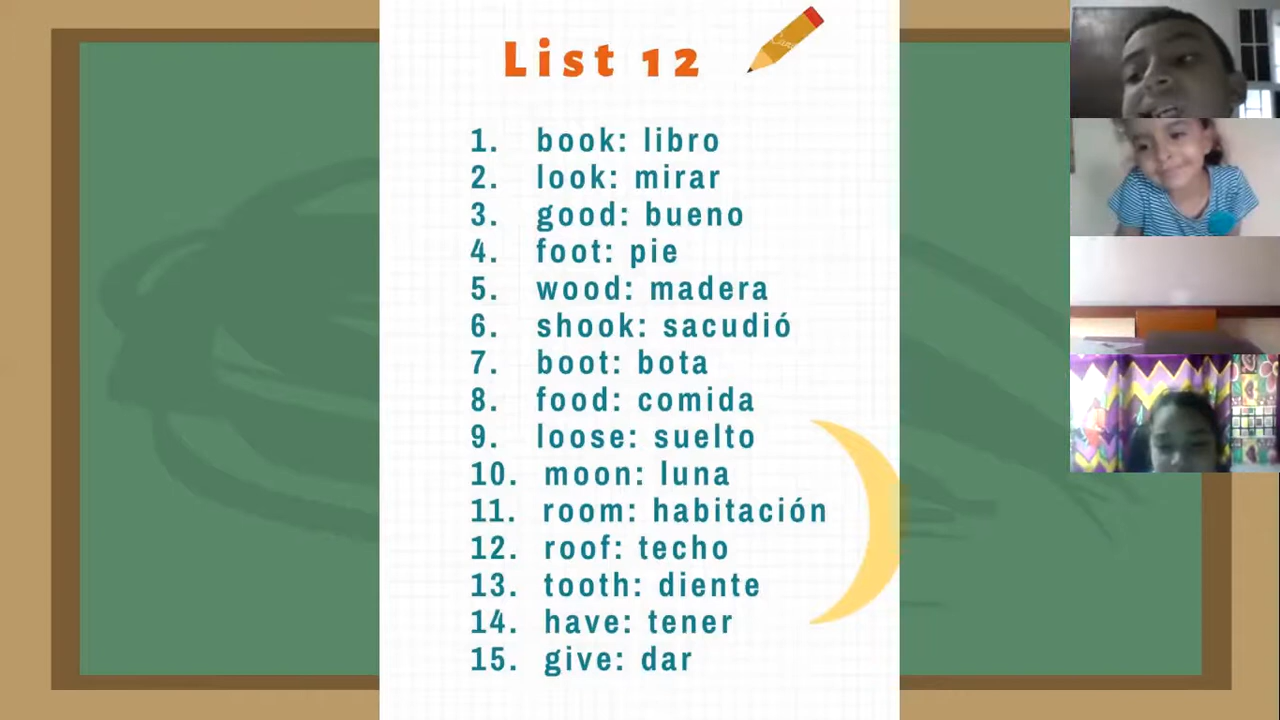 List 12
1. book: libro
2. look: mirar
3. good: bueno
4. foot: pie
5. wood: madera
6. shook: sacudió
7. boot: bota
8. food: comida
9. loose: suelto
10. moon: luna
11. room: habitación
12. roof: techo
13. tooth: diente
14. have: tener
15. give: dar